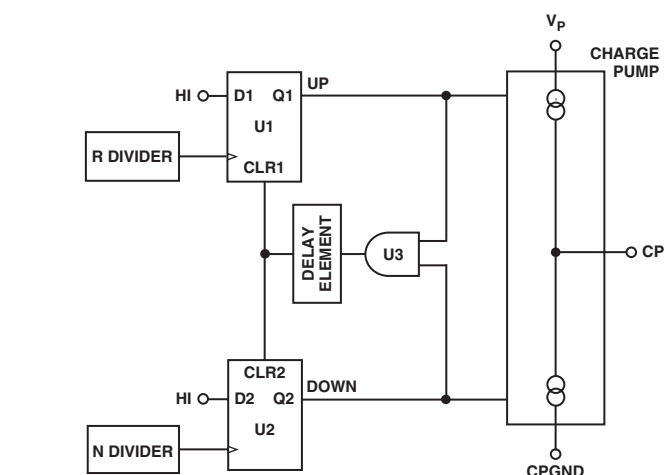 VP
CHARGE
PUMP
UP
HI
D1
Q1
U1
R DIVIDER
CLR1
DELAY
ELEMENT
U3
CP
CLR2
DOWN
HI
D2
Q2
U2
N DIVIDER
CPGND